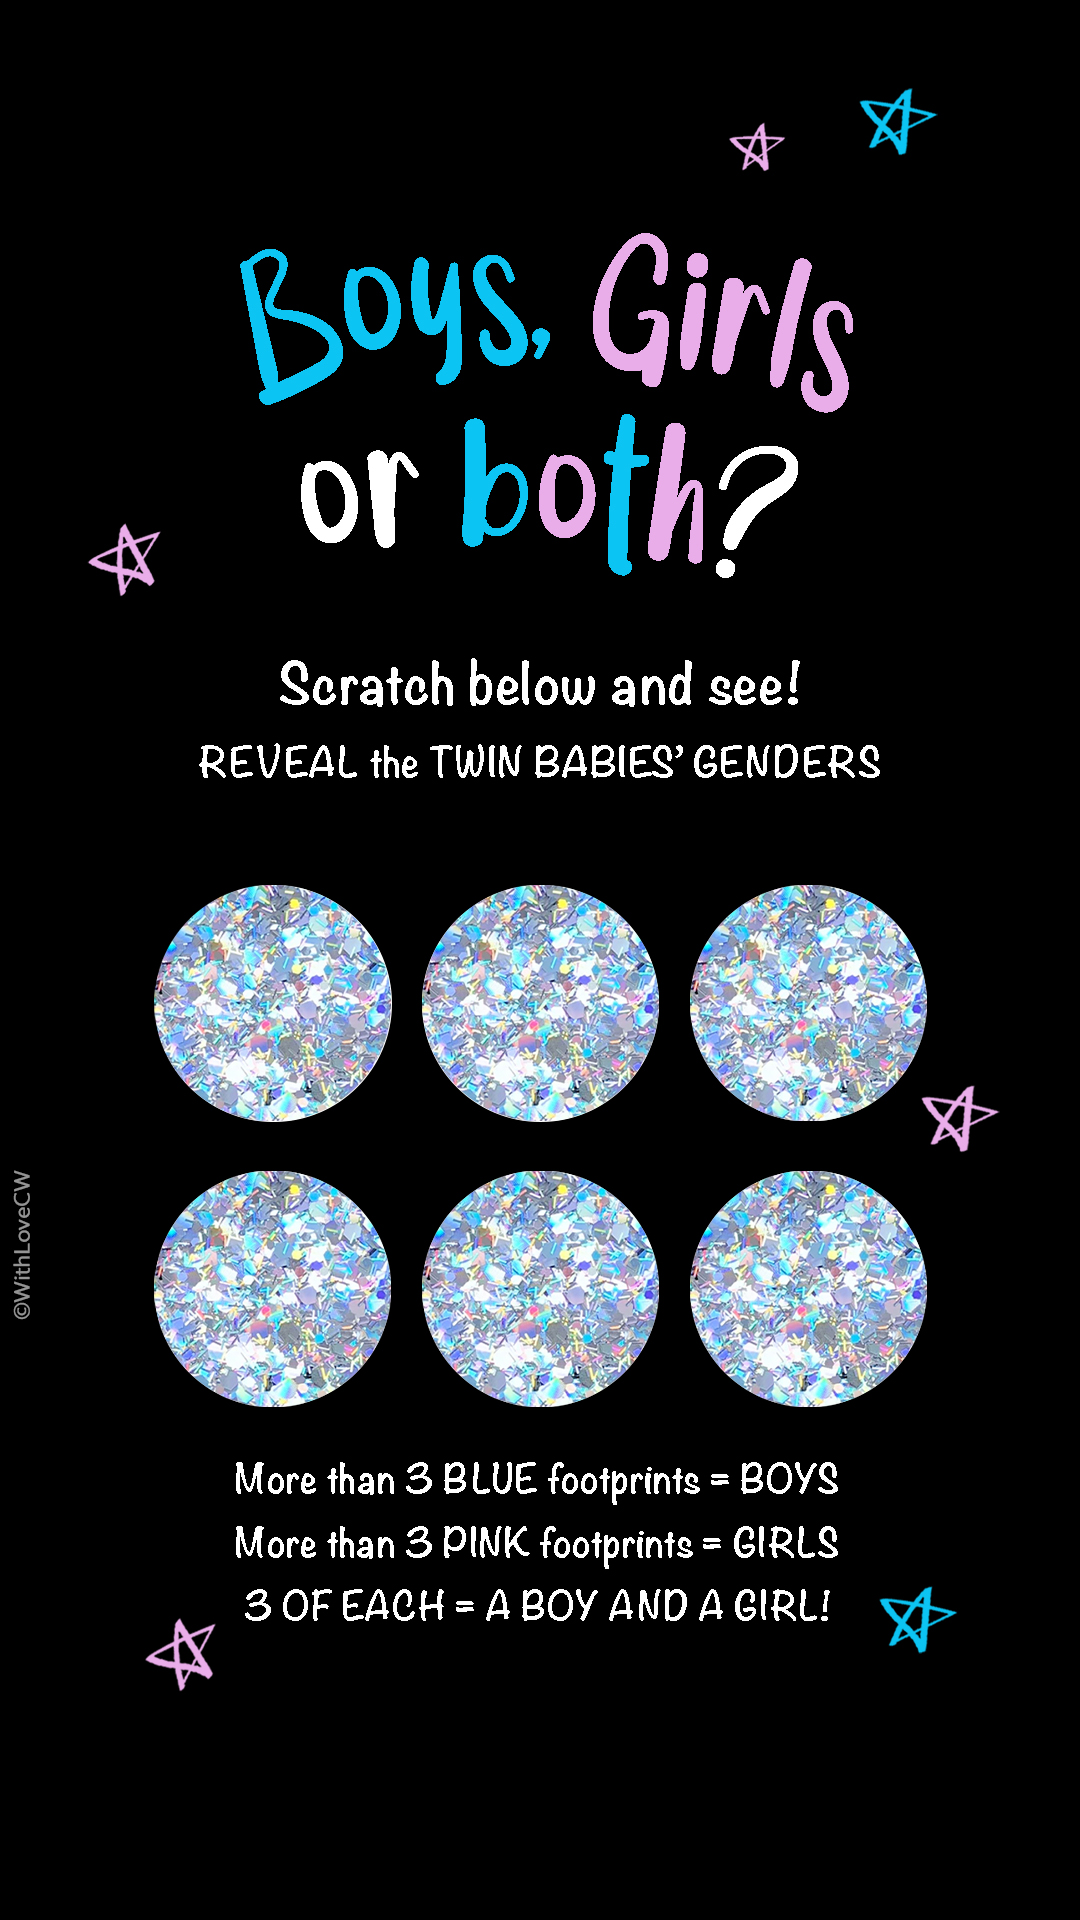 Boys, Girls
or both?
Scratch below and see!
REVEAL the TWIN BABIES' GENDERS
©WithLoveCW
More than 3 BLUE footprints = BOYS
More than 3 PINK footprints = GIRLS
3 OF EACH = A BOY AND A GIRL!